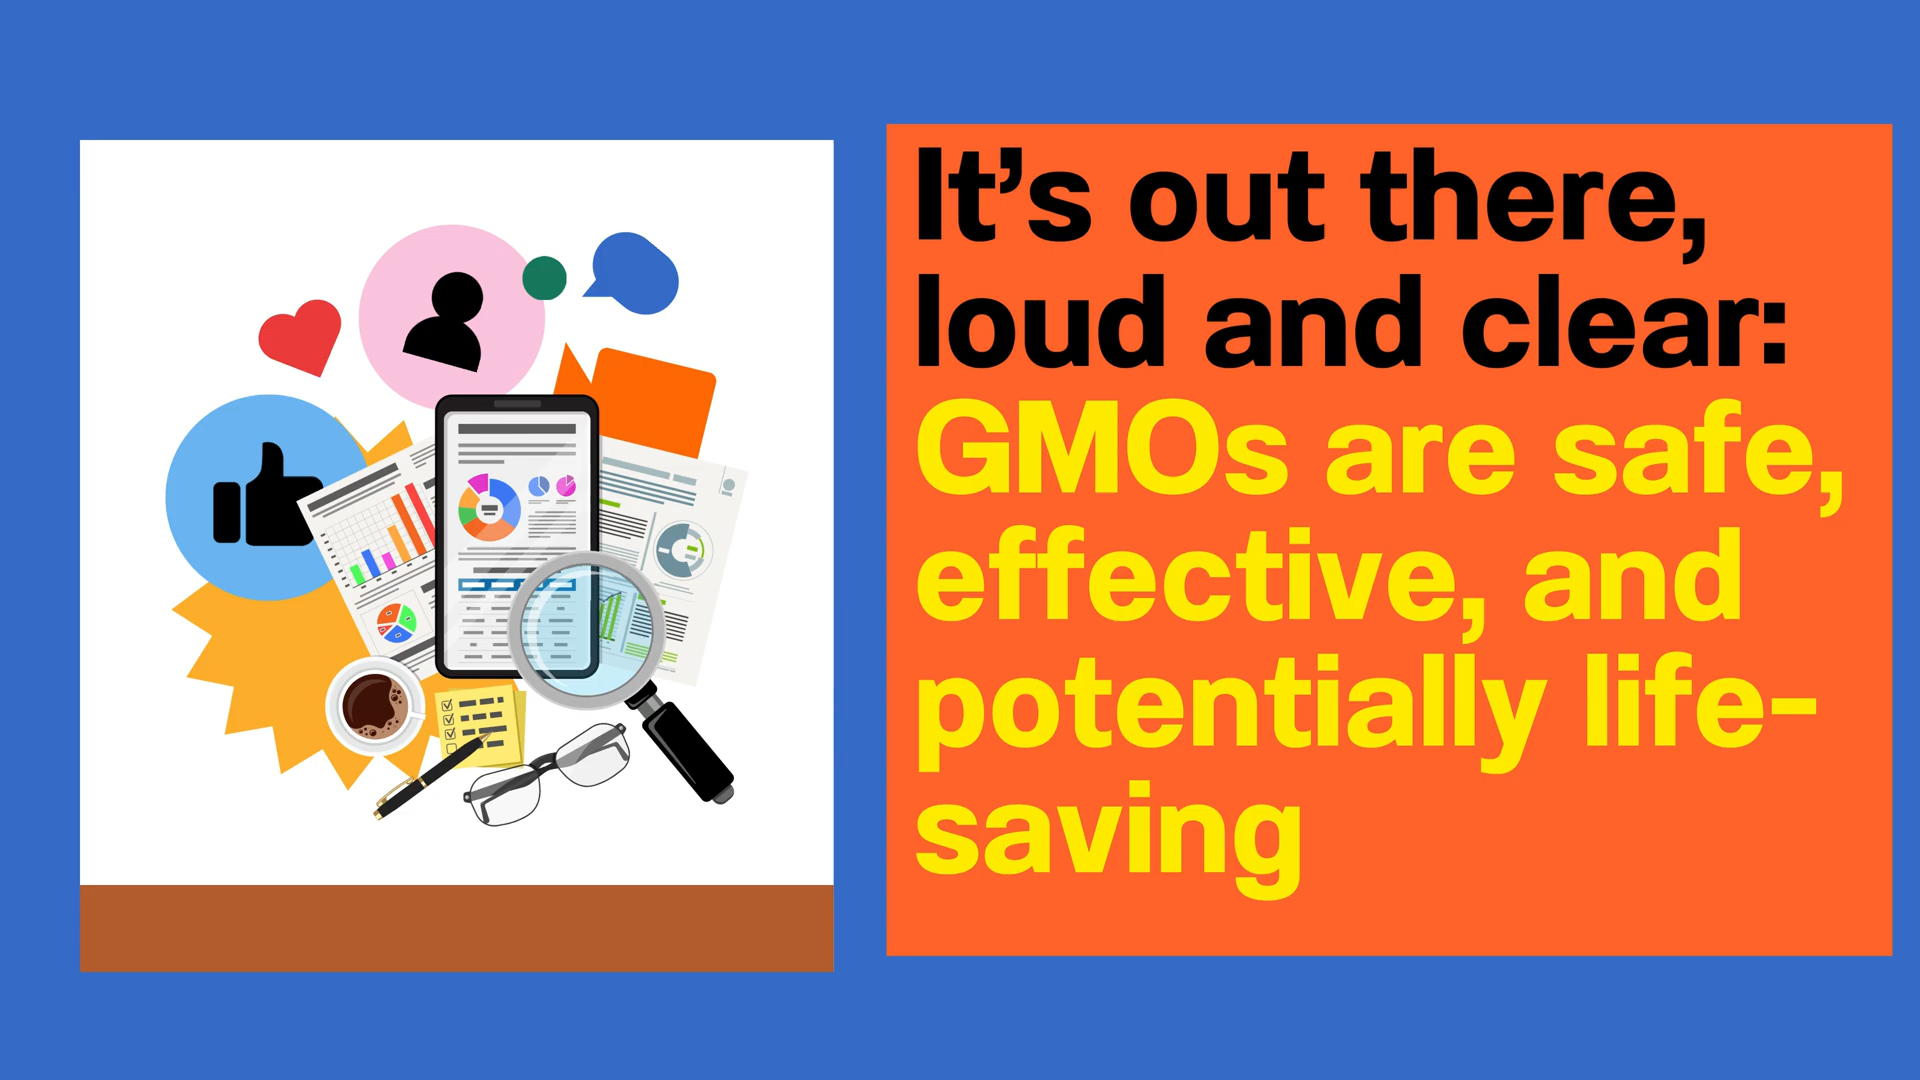 It’s out there,
loud and clear:
GMOs are safe,
effective, and
potentially life-
saving